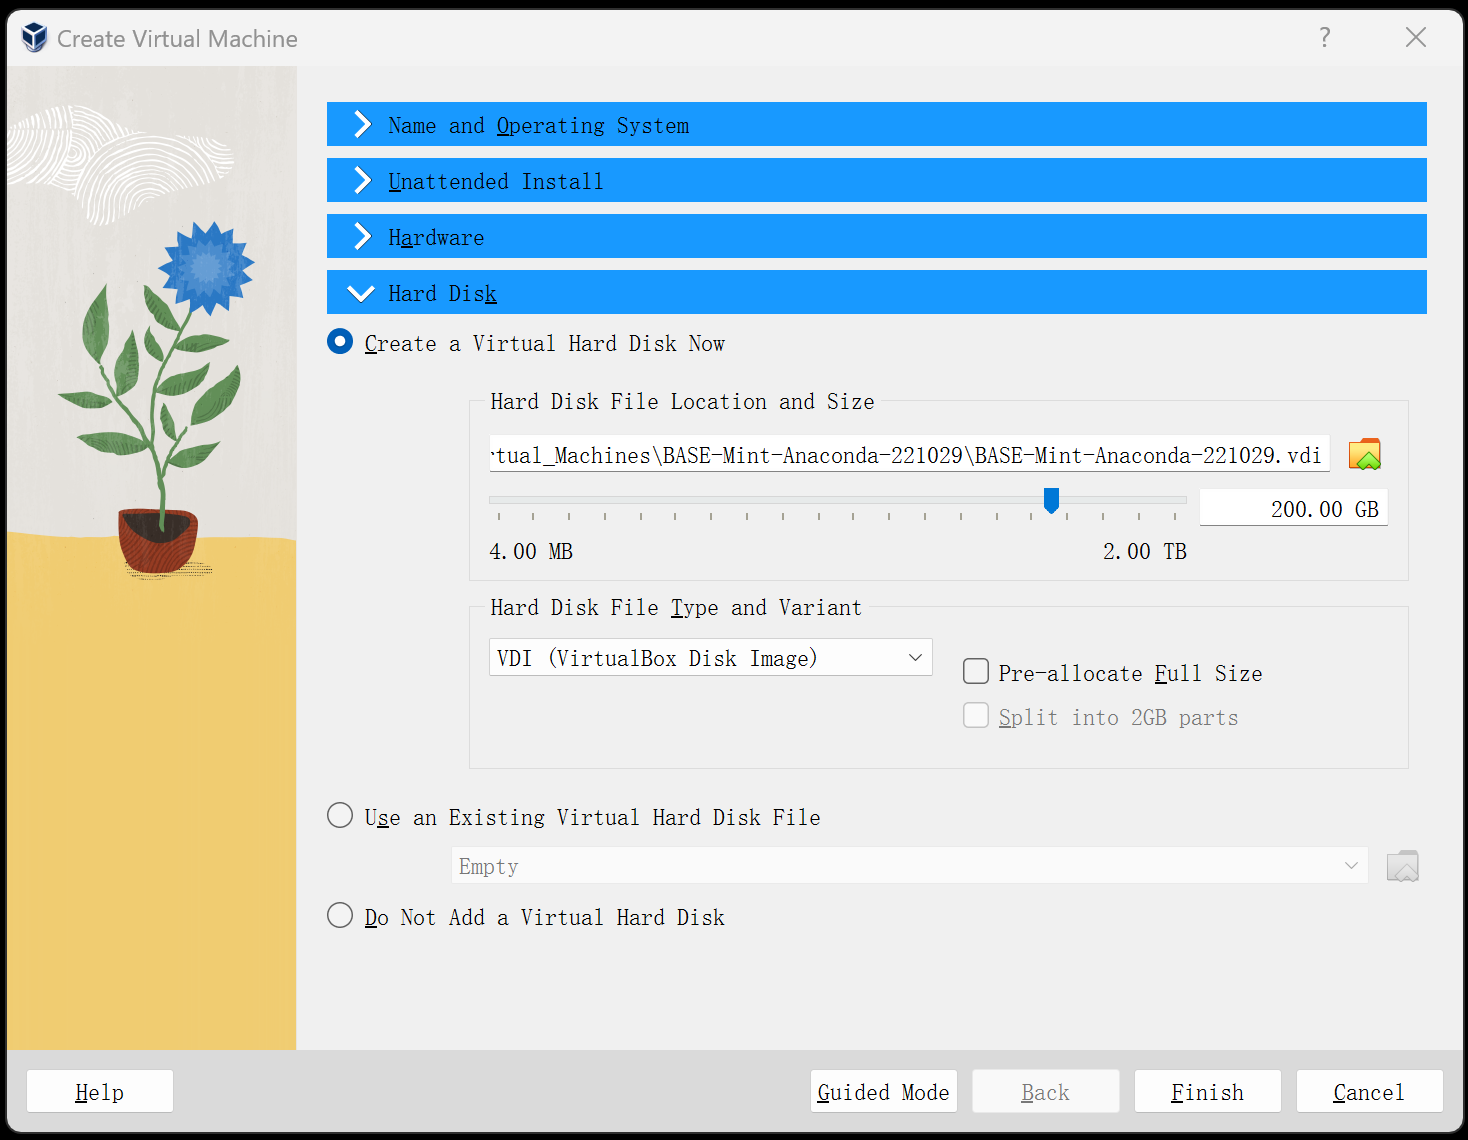 Create Virtual Machine
?
Name and Operating System
Unattended Install
Hardware
Hard Disk
Create a Virtual Hard Disk Now
Hard Disk File Location and Size
rtual_Machines\BASE-Mint-Anaconda-221029\BASE-Mint-Anaconda-221029.vdi
200.00 GB
4.00 MB 2.00 TB
Hard Disk File Type and Variant
VDI (VirtualBox Disk Image)
Pre-allocate Full Size
Split into 2GB parts
Use an Existing Virtual Hard Disk File
Empty
Do Not Add a Virtual Hard Disk
Help Guided Mode Back Finish Cancel